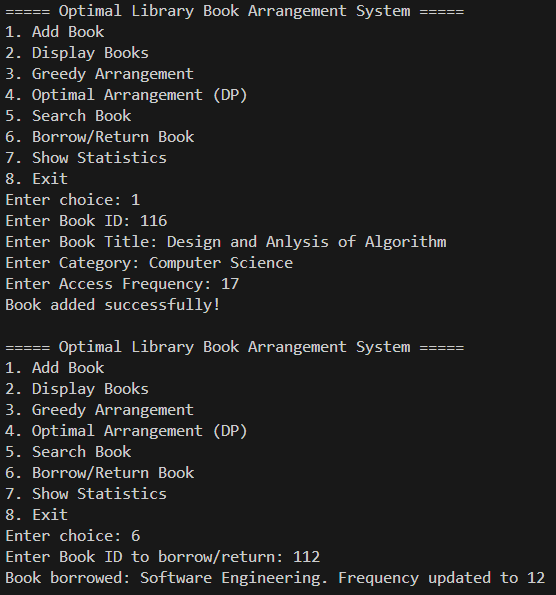 ===== Optimal Library Book Arrangement System =====
1. Add Book
2. Display Books
3. Greedy Arrangement
4. Optimal Arrangement (DP)
5. Search Book
6. Borrow/Return Book
7. Show Statistics
8. Exit
Enter choice: 1
Enter Book ID: 116
Enter Book Title: Design and Anlysis of Algorithm
Enter Category: Computer Science
Enter Access Frequency: 17
Book added successfully!

===== Optimal Library Book Arrangement System =====
1. Add Book
2. Display Books
3. Greedy Arrangement
4. Optimal Arrangement (DP)
5. Search Book
6. Borrow/Return Book
7. Show Statistics
8. Exit
Enter choice: 6
Enter Book ID to borrow/return: 112
Book borrowed: Software Engineering. Frequency updated to 12